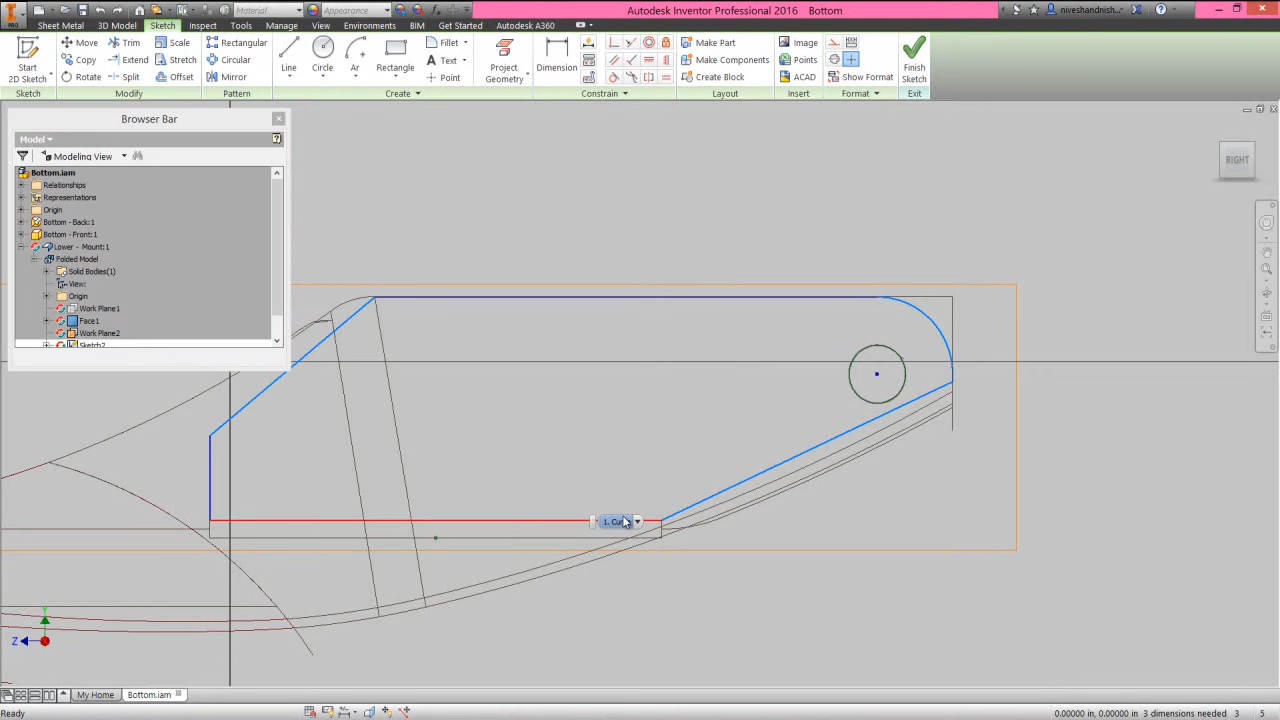 PRO
Material
Appearance
Autodesk Inventor Professional 2016 Bottom
niveshandnish...
Sheet Metal
3D Model
Sketch
Inspect
Tools
Manage
View
Environments
BIM
Get Started
Autodesk A360
Start
2D Sketch
Move
Trim
Scale
Copy
Extend
Stretch
Rotate
Split
Offset
Rectangular
Circular
Mirror
Line
Circle
Arc
Rectangle
Fillet
Text
Point
Project
Geometry
Dimension
Make Part
Make Components
Create Block
Image
Points
ACAD
Show Format
Finish
Sketch
Sketch
Modify
Pattern
Create
Constrain
Layout
Insert
Format
Exit
Browser Bar
Model
Modeling View
Bottom.iam
Relationships
Representations
Origin
Bottom - Back:1
Bottom - Front:1
Lower - Mount:1
Folded Model
Solid Bodies(1)
View:
Origin
Work Plane1
Face1
Work Plane2
Sketch2
RIGHT
Y
Z
My Home
Bottom.iam
Ready
0.00000 in, 0.00000 in 3 dimensions needed 3 5